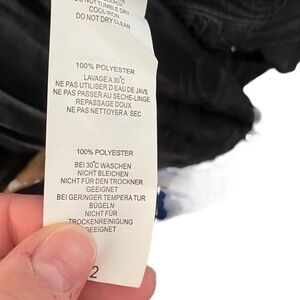 DO NOT TUMBLE DRY
COOL IRON
DO NOT DRY CLEAN
100% POLYESTER
LAVAGE A 30°C
NE PAS UTILISER D EAU DE JAVE
NE PAS PASSER AU SECHE-LINGE
REPASSAGE DOUX
NE PAS NETTOYER A SEC
100% POLYESTER
BEI 30°C WASCHEN
NICHT BLEICHEN
NICHT FÜR DEN TROCKNER
GEEIGNET
BEI GERINGER TEMPERATUR
BÜGELN
NICHT FÜR
TROCKENREINIGUNG
GEEIGNET
2